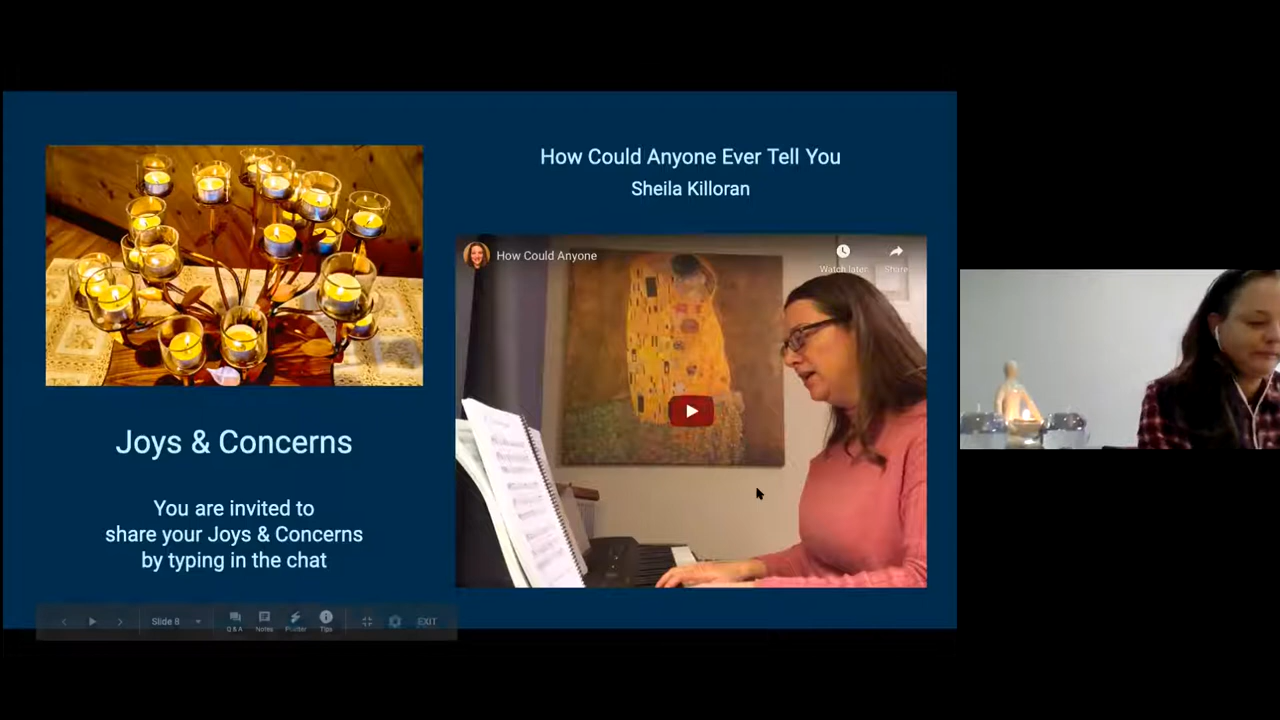 How Could Anyone Ever Tell You
Sheila Killoran
How Could Anyone
Watch later
Share
Joys & Concerns
You are invited to
share your Joys & Concerns
by typing in the chat
Slide 8
Q & A
Notes
Pointer
Tips
EXIT